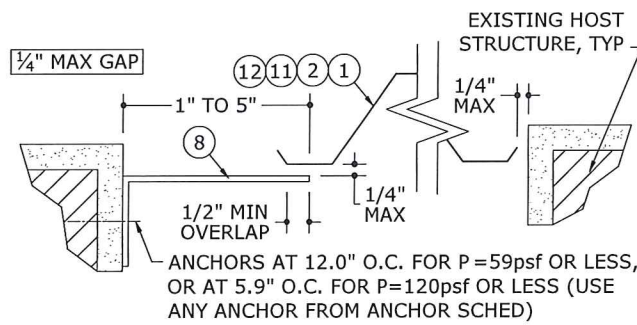 EXISTING HOST
STRUCTURE, TYP
1/4" MAX GAP
12 11 2 1
1/4"
MAX
1" TO 5"
8
1/4"
MAX
1/2" MIN
OVERLAP
ANCHORS AT 12.0" O.C. FOR P=59psf OR LESS,
OR AT 5.9" O.C. FOR P=120psf OR LESS (USE
ANY ANCHOR FROM ANCHOR SCHED)